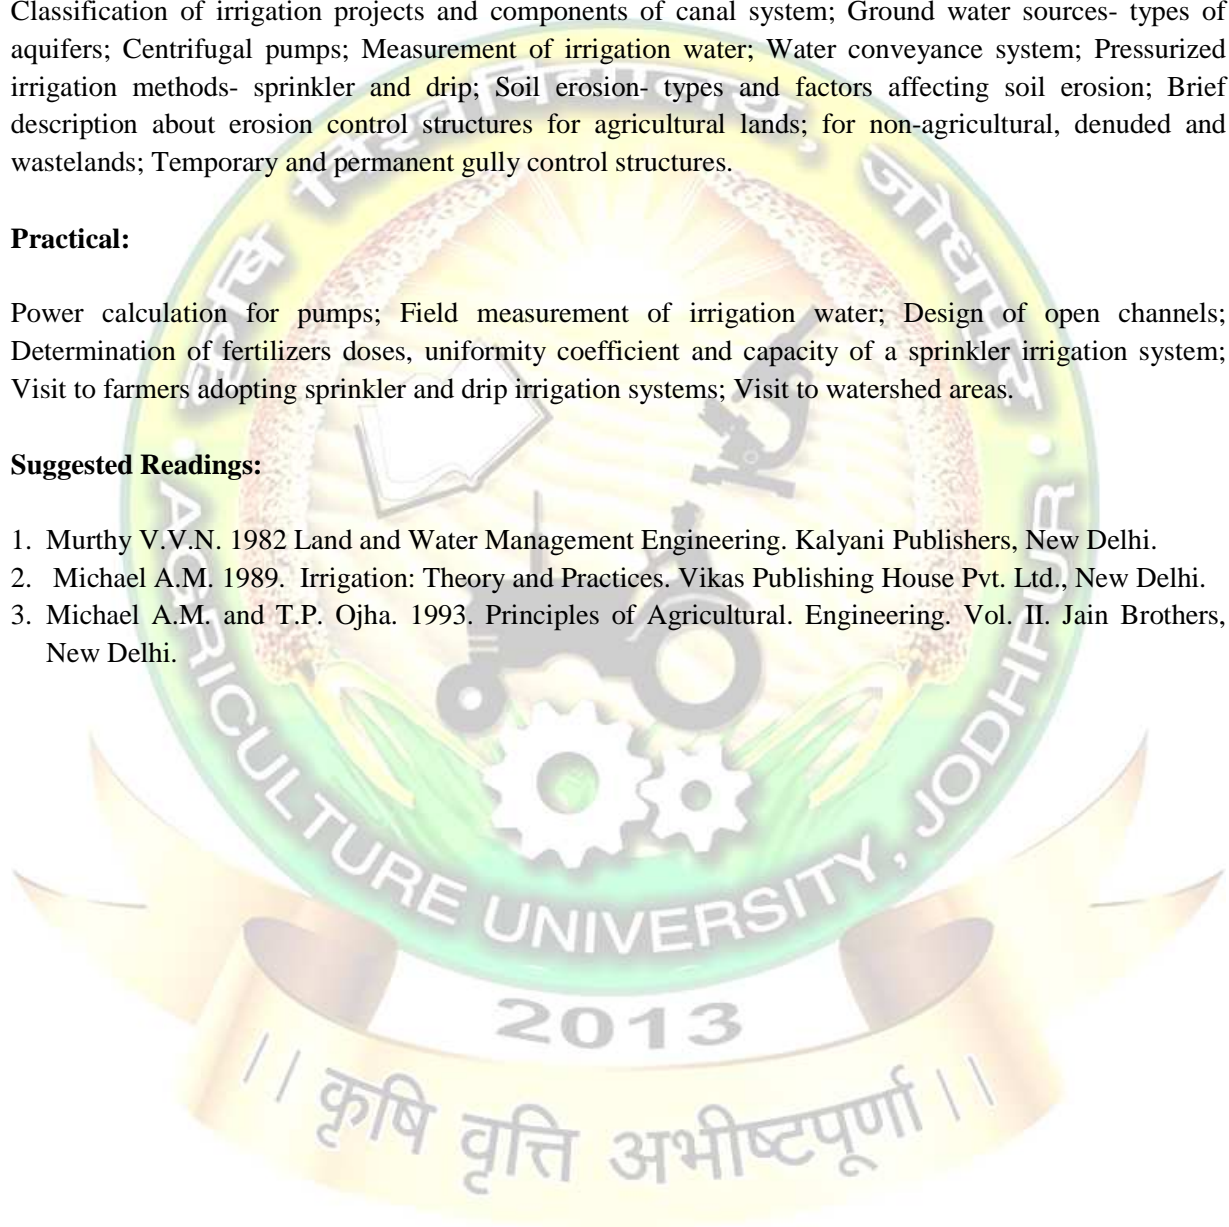 Classification of irrigation projects and components of canal system; Ground water sources- types of
aquifers; Centrifugal pumps; Measurement of irrigation water; Water conveyance system; Pressurized
irrigation methods- sprinkler and drip; Soil erosion- types and factors affecting soil erosion; Brief
description about erosion control structures for agricultural lands; for non-agricultural, denuded and
wastelands; Temporary and permanent gully control structures.
Practical:
Power calculation for pumps; Field measurement of irrigation water; Design of open channels;
Determination of fertilizers doses, uniformity coefficient and capacity of a sprinkler irrigation system;
Visit to farmers adopting sprinkler and drip irrigation systems; Visit to watershed areas.
Suggested Readings:
1. Murthy V.V.N. 1982 Land and Water Management Engineering. Kalyani Publishers, New Delhi.
2. Michael A.M. 1989. Irrigation: Theory and Practices. Vikas Publishing House Pvt. Ltd., New Delhi.
3. Michael A.M. and T.P. Ojha. 1993. Principles of Agricultural. Engineering. Vol. II. Jain Brothers,
New Delhi.
कृषि विश्वविद्यालय, जोधपुर
AGRICULTURE UNIVERSITY, JODHPUR
2013
|| कृषि वृत्ति अभीष्टपूर्णा ||